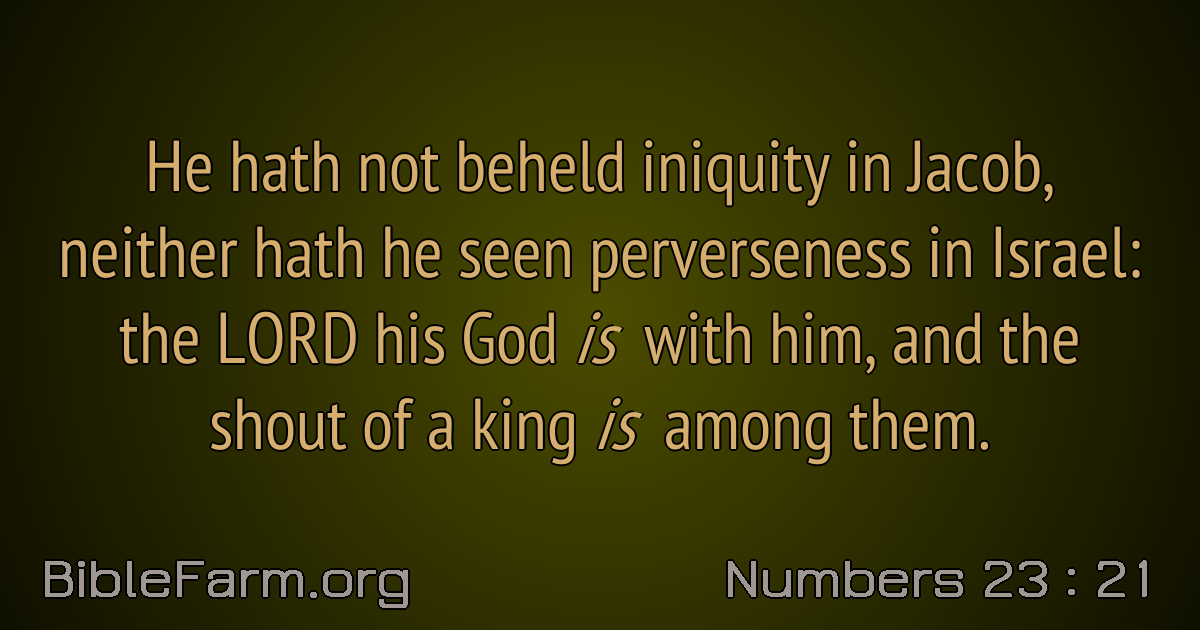 He hath not beheld iniquity in Jacob,
neither hath he seen perverseness in Israel:
the LORD his God is with him, and the
shout of a king is among them.
BibleFarm.org
Numbers 23 : 21